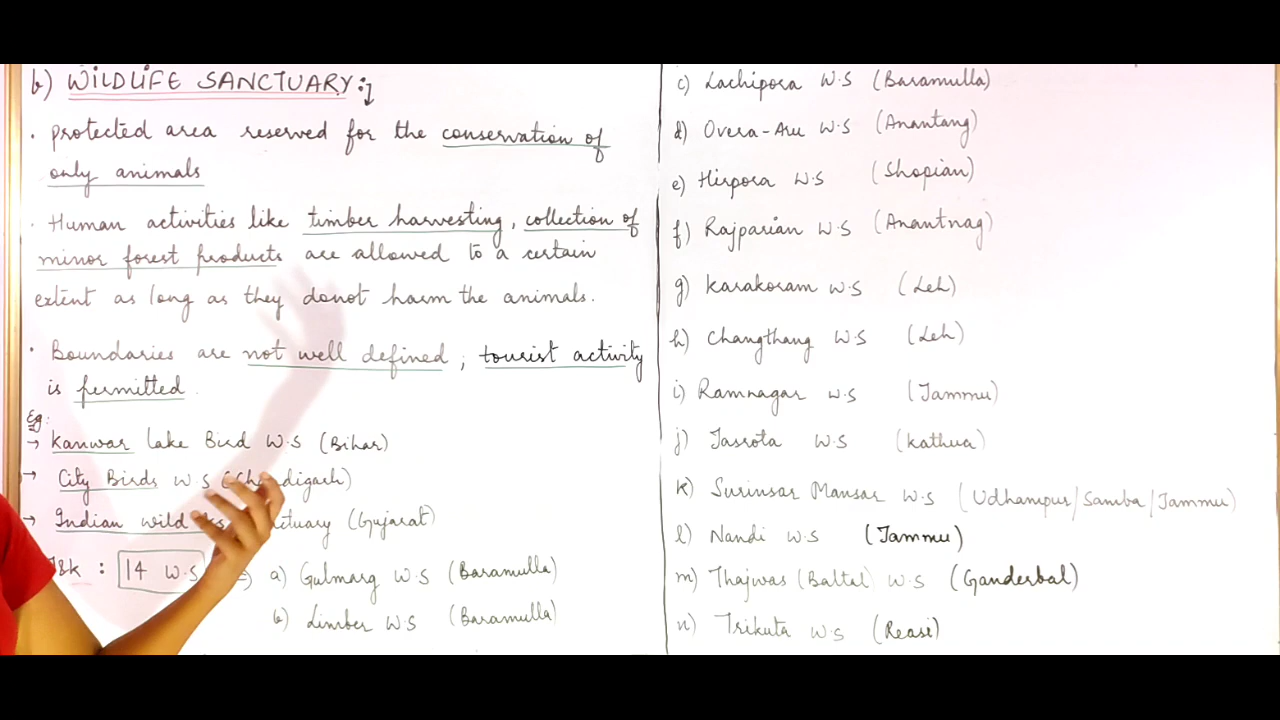 b) WILDLIFE SANCTUARY:↴
· protected area reserved for the conservation of
only animals
· Human activities like timber harvesting, collection of
minor forest products are allowed to a certain
extent as long as they donot harm the animals.
· Boundaries are not well defined, tourist activity
is permitted.
Eg:
→ Kanwar lake Bird W.S (Bihar)
→ City Birds W.S (Chandigarh)
→ Indian wild (Gujarat)
J&K : 14 W.S
a) Gulmarg W.S (Baramulla)
b) Limber W.S (Baramulla)
c) Lachipora W.S (Baramulla)
d) Overa-Aru W.S (Anantang)
e) Hirpora W.S (Shopian)
f) Rajparian W.S (Anantnag)
g) Karakoram W.S (Leh)
h) Changthang W.S (Leh)
i) Ramnagar W.S (Jammu)
j) Jasrota W.S (Kathua)
k) Surinsar Mansar W.S (Udhampur/Samba/Jammu)
l) Nandi W.S (Jammu)
m) Thajwas (Baltal) W.S (Ganderbal)
n) Trikuta W.S (Reasi)